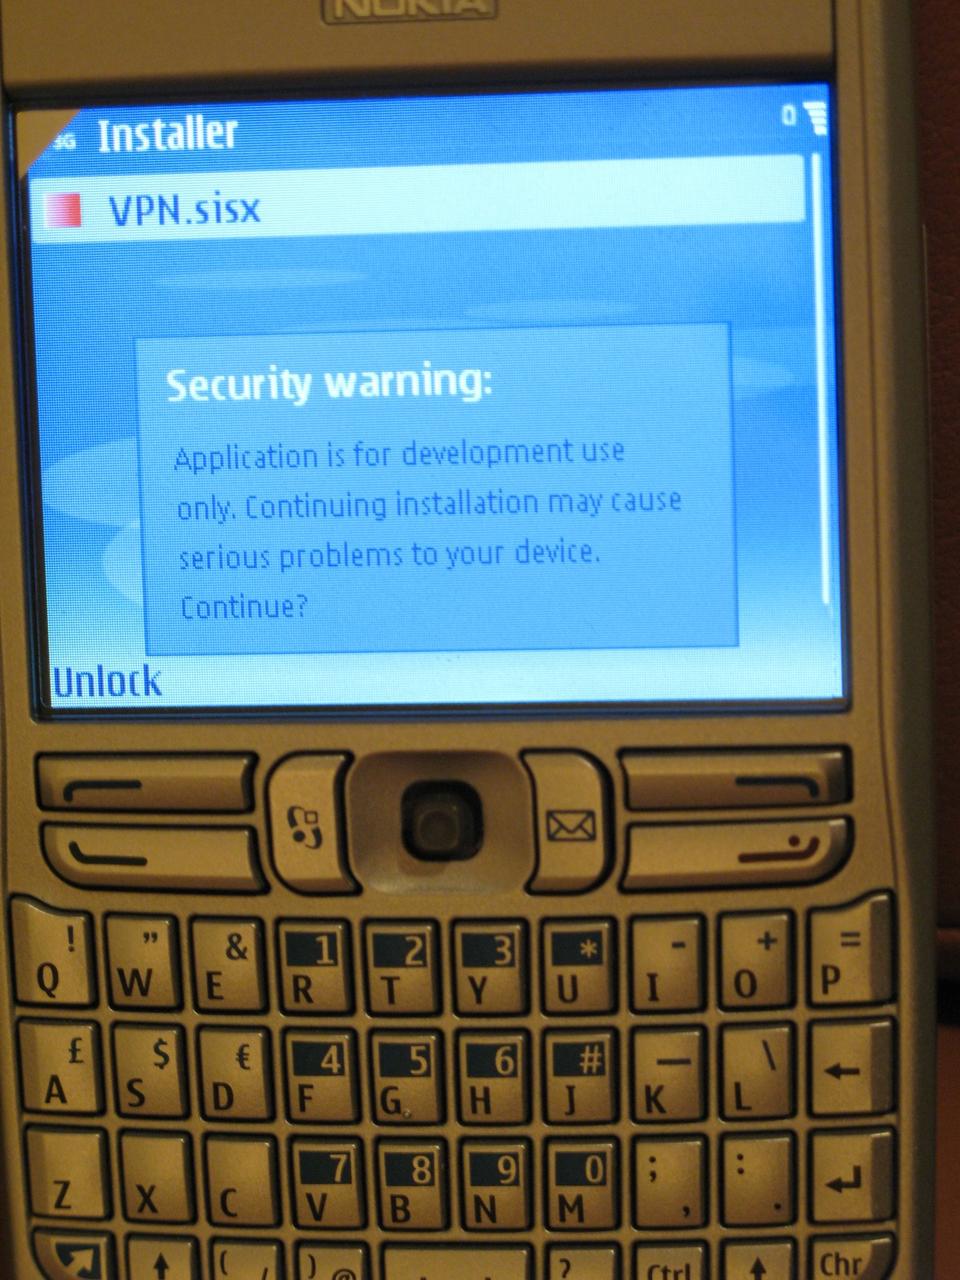 NOKIA
3G Installer
VPN.sisx
Security warning:
Application is for development use
only. Continuing installation may cause
serious problems to your device.
Continue?
Unlock
! " & 1 2 3 * - + =
Q W E R T Y U I O P
£ $ € 4 5 6 # — \ ←
A S D F G H J K L
7 8 9 0 ; : ↵
Z X C V B N M , .
↑ ( / ) @ ? Ctrl ↑ Chr